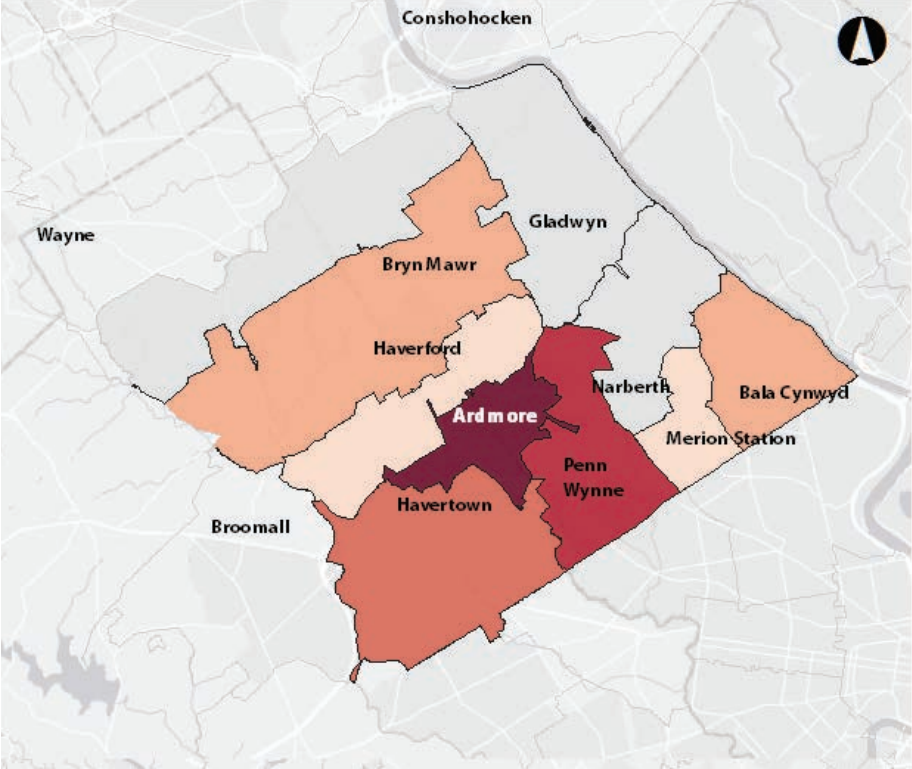 Conshohocken
Gladwyn
Wayne
Bryn Mawr
Haverford
Narberth
Bala Cynwyd
Ardmore
Merion Station
Penn
Wynne
Havertown
Broomall